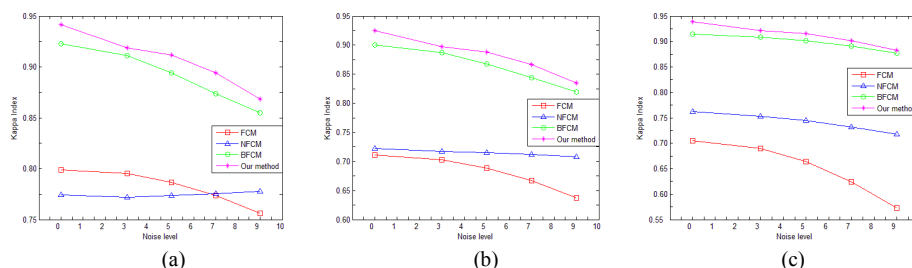 0.95
0.90
0.85
0.80
0.75
Kappa Index
0 1 2 3 4 5 6 7 8 9 10
Noise level
FCM
NFCM
BFCM
Our method
(a)
0.95
0.90
0.85
0.80
0.75
0.70
0.65
0.60
Kappa Index
0 1 2 3 4 5 6 7 8 9 10
Noise level
FCM
NFCM
BFCM
Our method
(b)
0.95
0.90
0.85
0.80
0.75
0.70
0.65
0.60
0.55
Kappa Index
0 1 2 3 4 5 6 7 8 9
Noise level
FCM
NFCM
BFCM
Our method
(c)